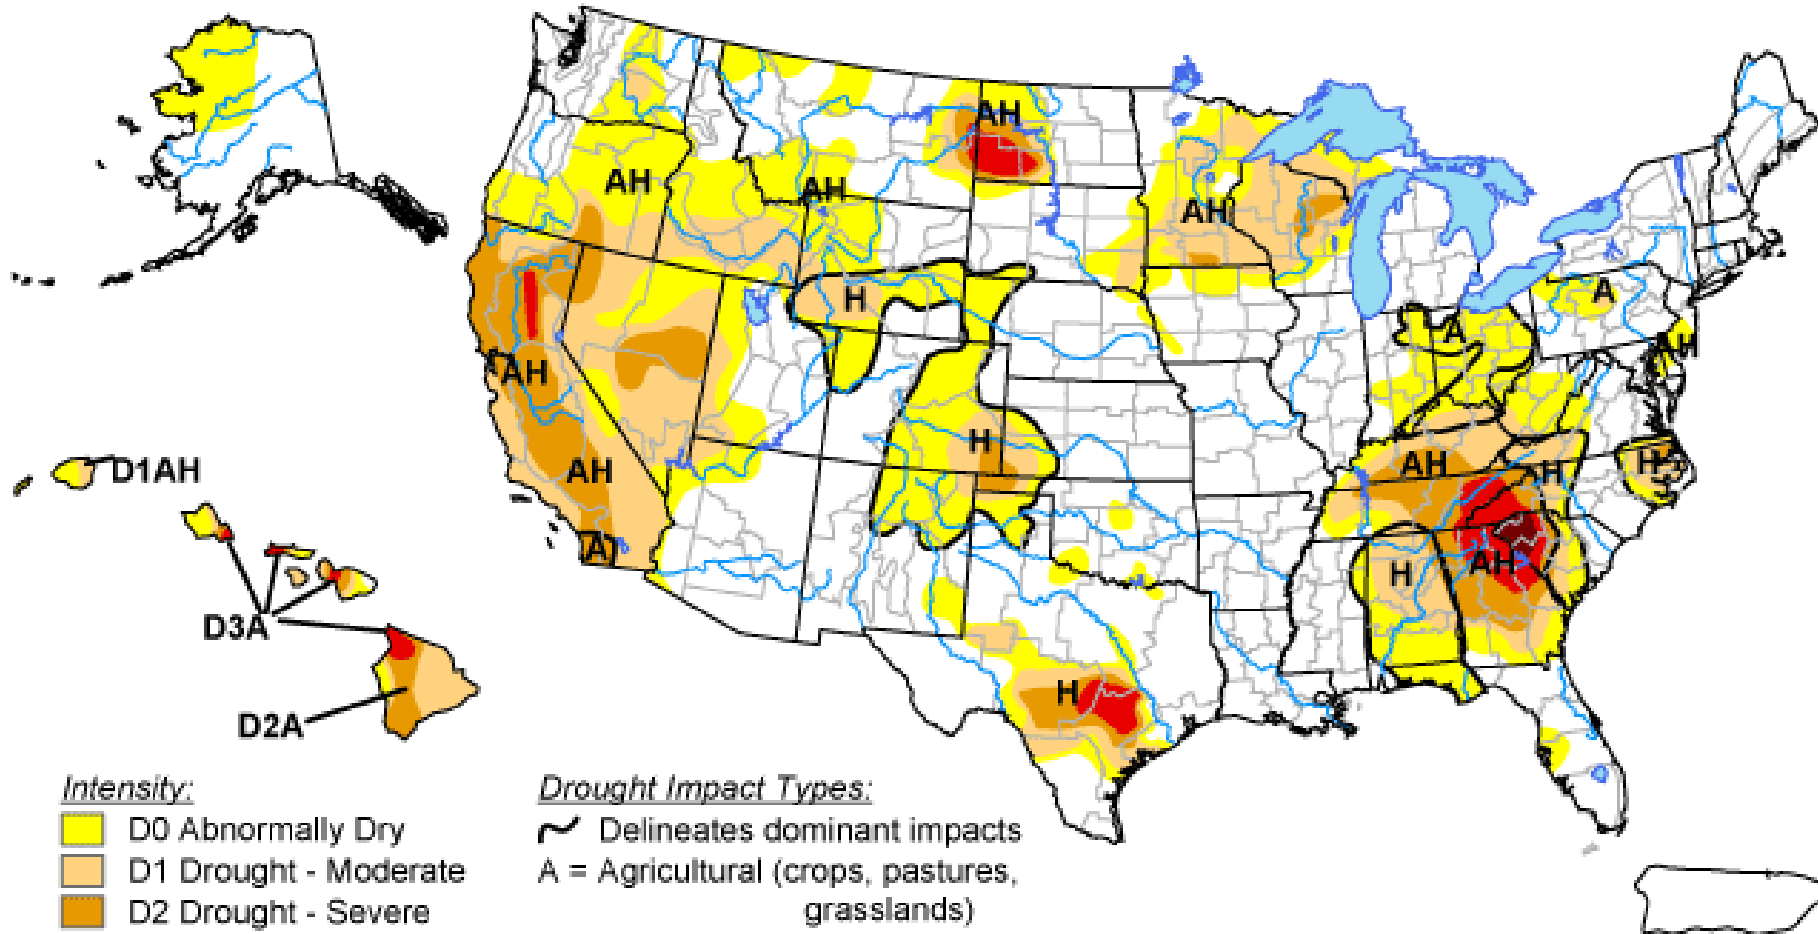 AH
AH
AH
AH
H
A
A
AH
AH
H
D1AH
AH
AH
AH
H
A
H
AH
D3A
H
D2A
Intensity:
D0 Abnormally Dry
D1 Drought - Moderate
D2 Drought - Severe
Drought Impact Types:
Delineates dominant impacts
A = Agricultural (crops, pastures,
grasslands)